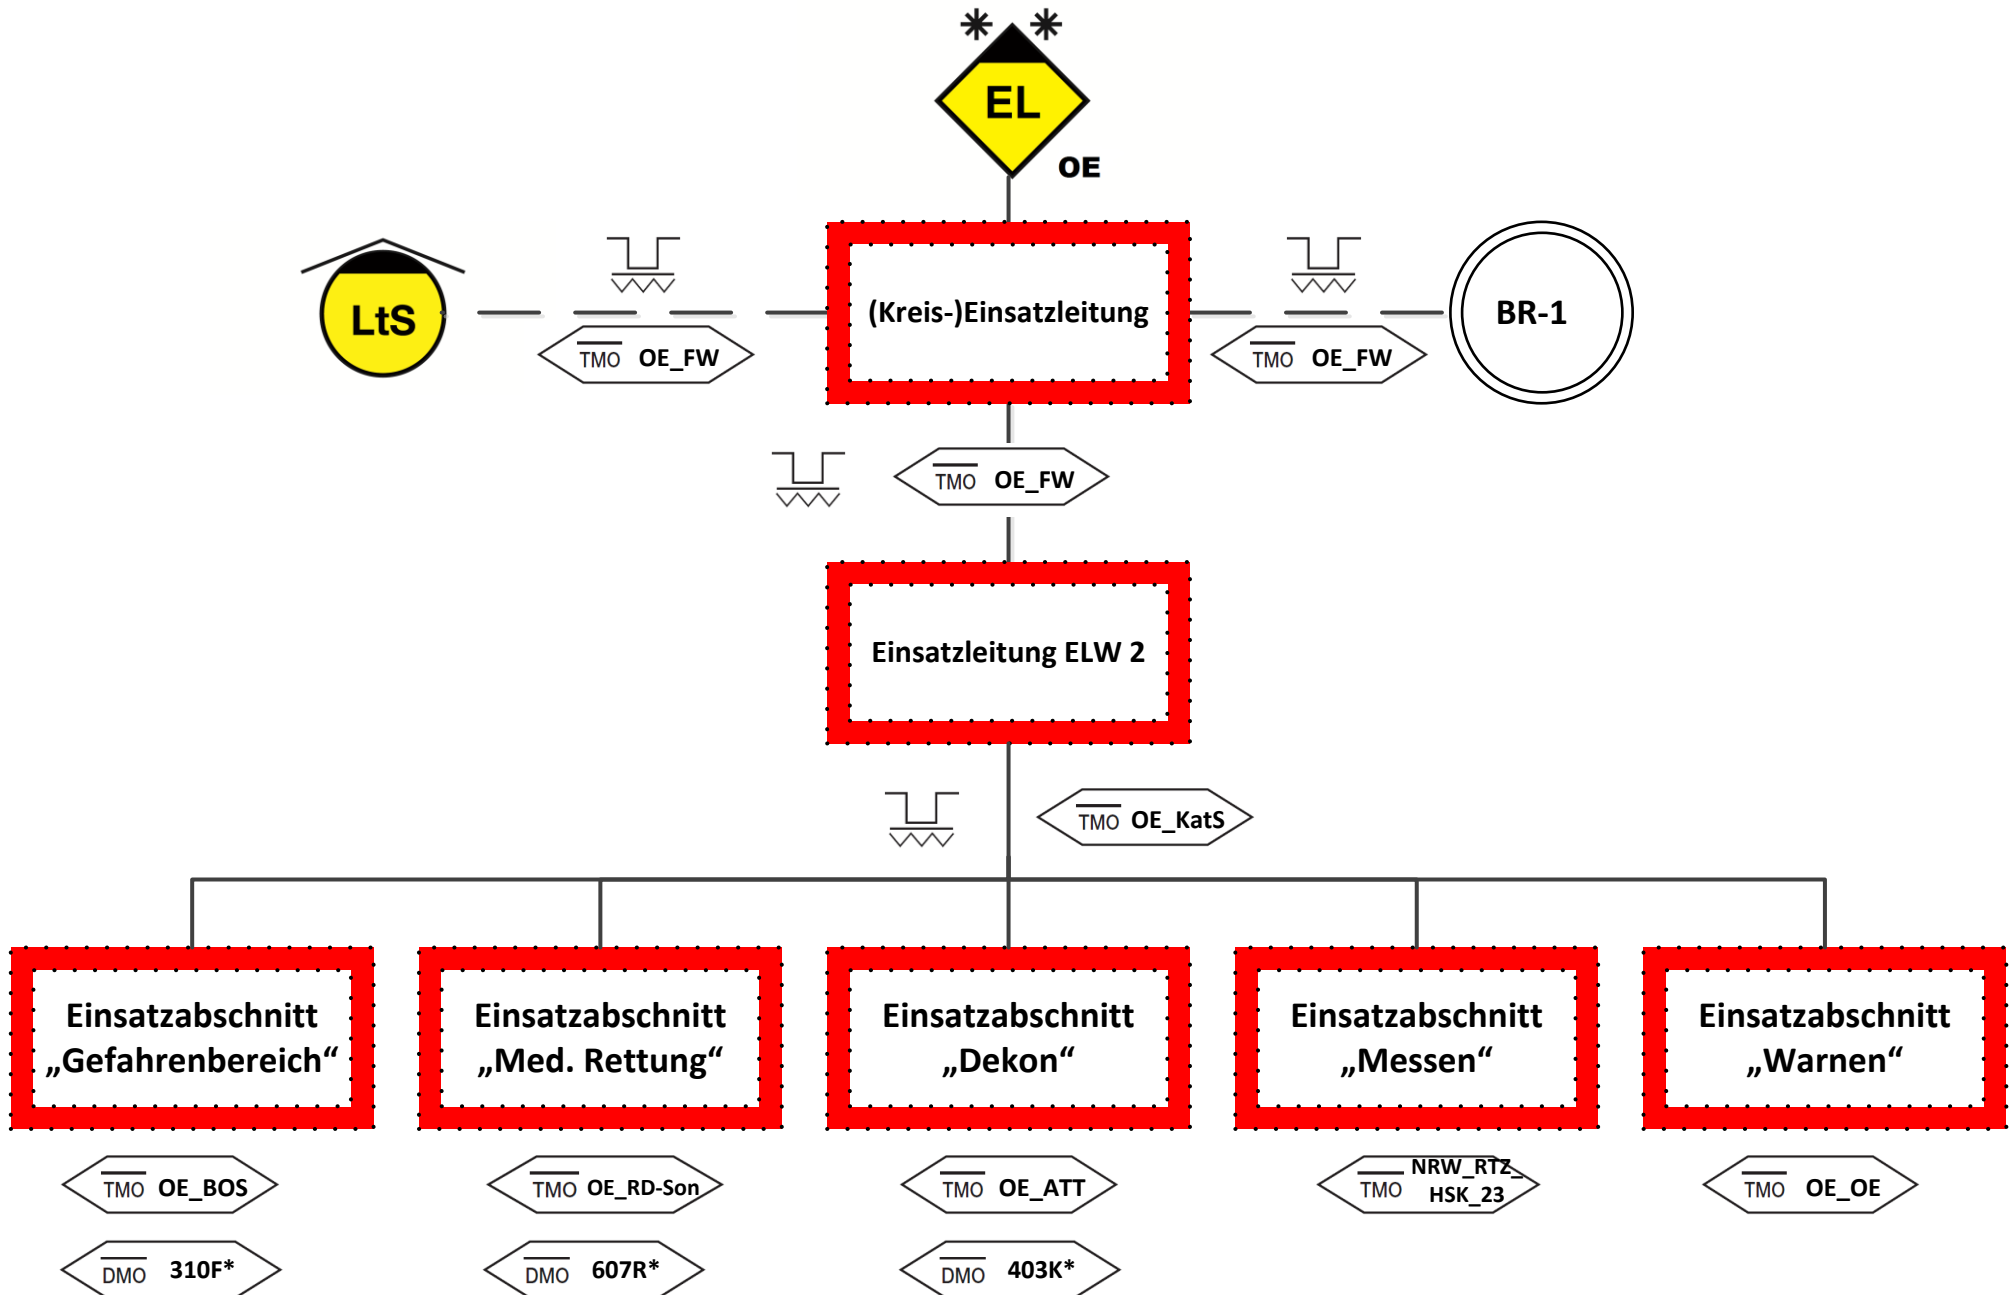 EL
OE
LtS
TMO OE_FW
(Kreis-)Einsatzleitung
TMO OE_FW
BR-1
TMO OE_FW
Einsatzleitung ELW 2
TMO OE_KatS
Einsatzabschnitt
„Gefahrenbereich“
Einsatzabschnitt
„Med. Rettung“
Einsatzabschnitt
„Dekon“
Einsatzabschnitt
„Messen“
Einsatzabschnitt
„Warnen“
TMO OE_BOS
TMO OE_RD-Son
TMO OE_ATT
TMO NRW_RTZ_
HSK_23
TMO OE_OE
DMO 310F*
DMO 607R*
DMO 403K*